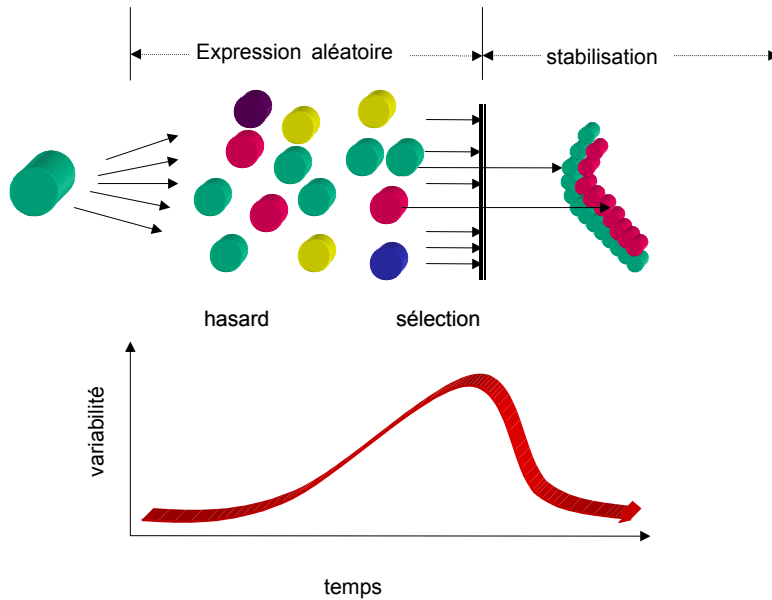 Expression aléatoire
stabilisation
hasard
sélection
variabilité
temps